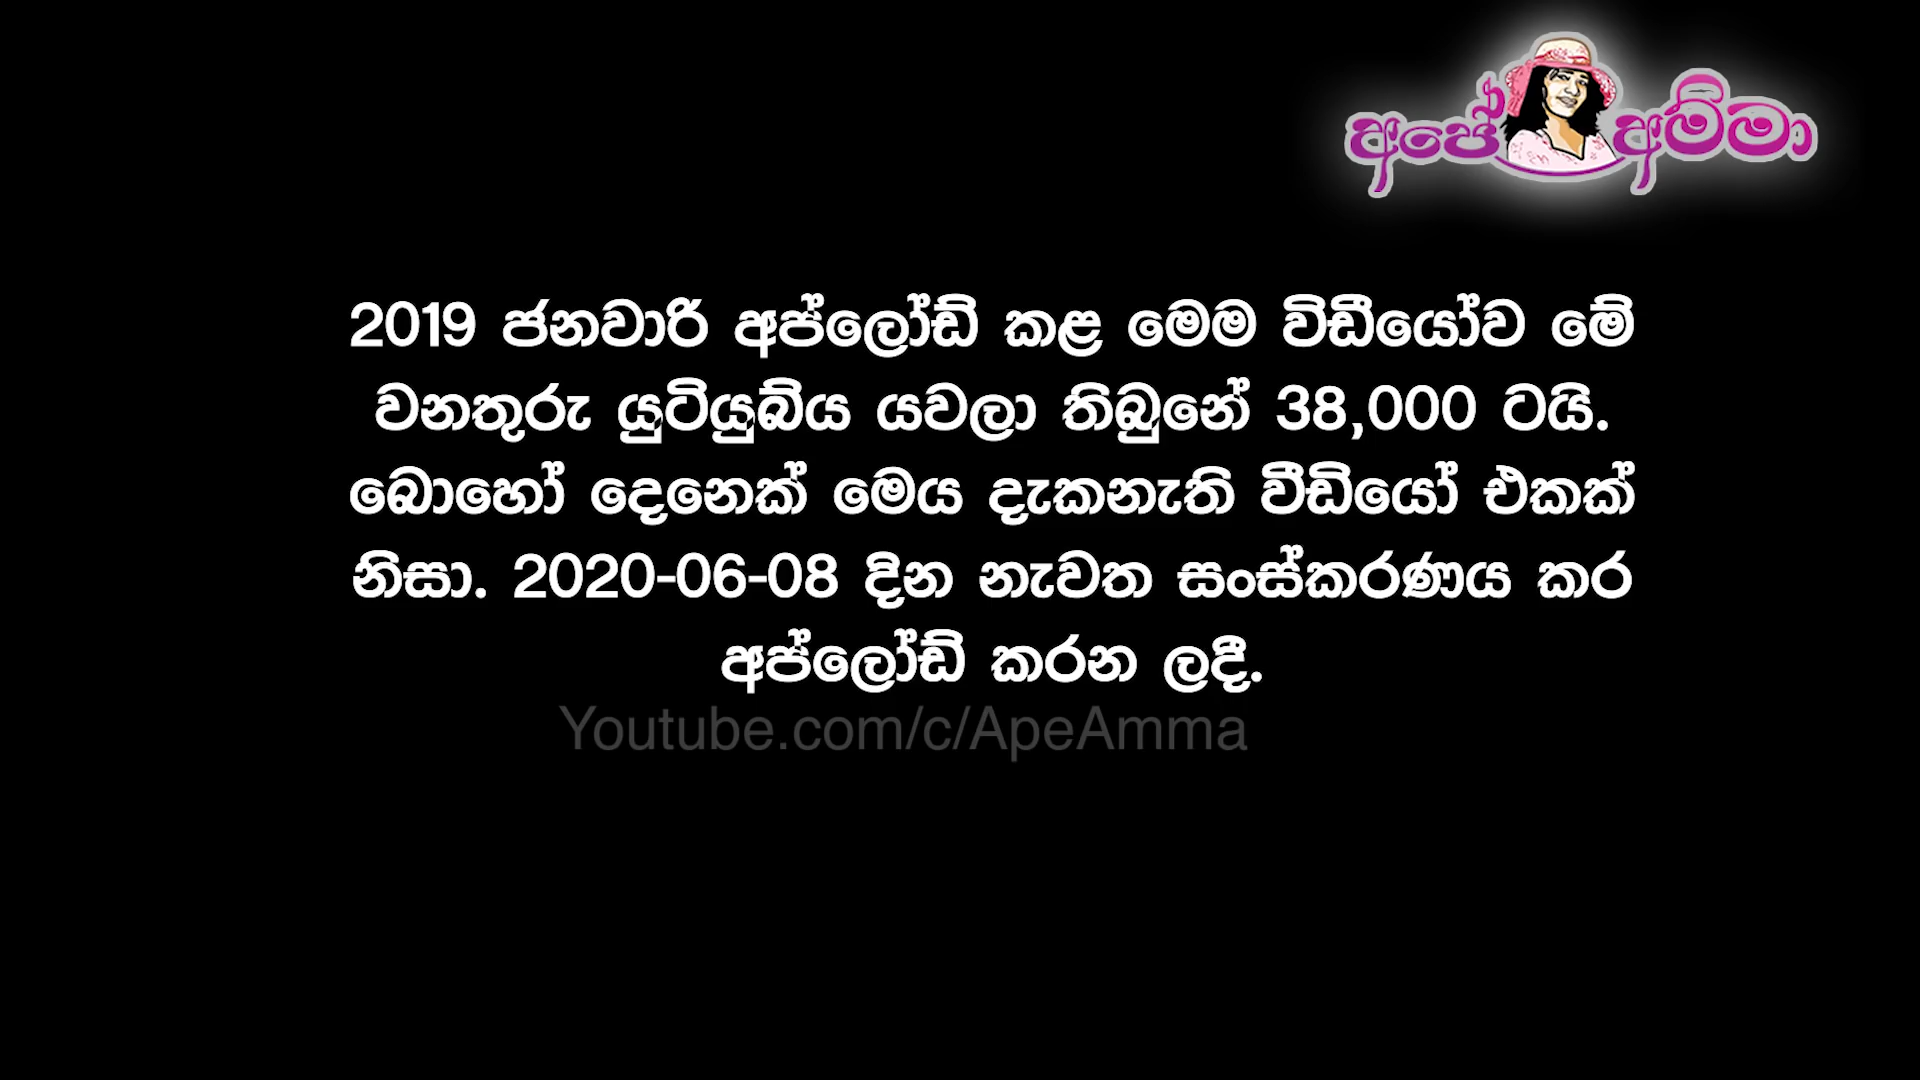 අපේ අම්මා
2019 ජනවාරි අප්ලෝඩ් කළ මෙම විඩීයෝව මේ
වනතුරු යුටියුබ්ය යවලා තිබුනේ 38,000 ටයි.
බොහෝ දෙනෙක් මෙය දැකනැති වීඩියෝ එකක්
නිසා. 2020-06-08 දින නැවත සංස්කරණය කර
අප්ලෝඩ් කරන ලදී.
Youtube.com/c/ApeAmma